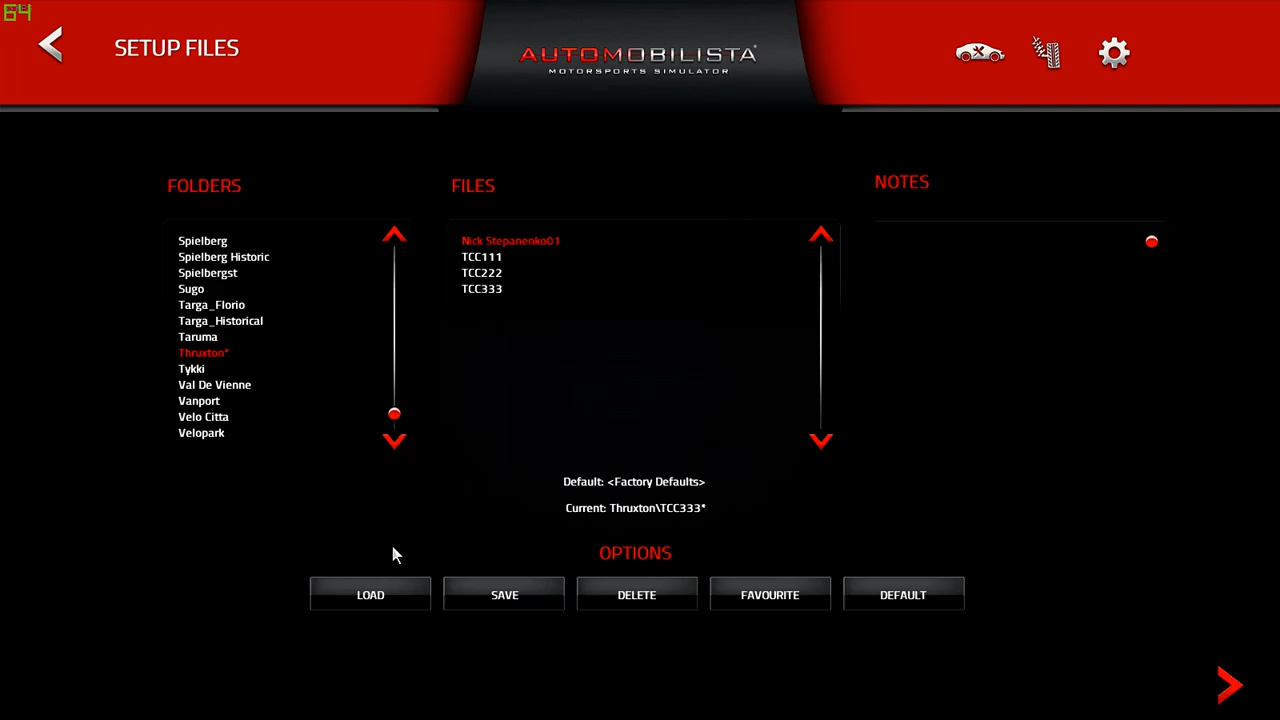 64
SETUP FILES
AUTOMOBILISTA
MOTORSPORTS SIMULATOR
FOLDERS
Spielberg
Spielberg Historic
Spielbergst
Sugo
Targa_Florio
Targa_Historical
Taruma
Thruxton*
Tykki
Val De Vienne
Vanport
Velo Citta
Velopark
FILES
Nick Stepanenko01
TCC111
TCC222
TCC333
NOTES
Default: <Factory Defaults>
Current: Thruxton\TCC333*
OPTIONS
LOAD
SAVE
DELETE
FAVOURITE
DEFAULT